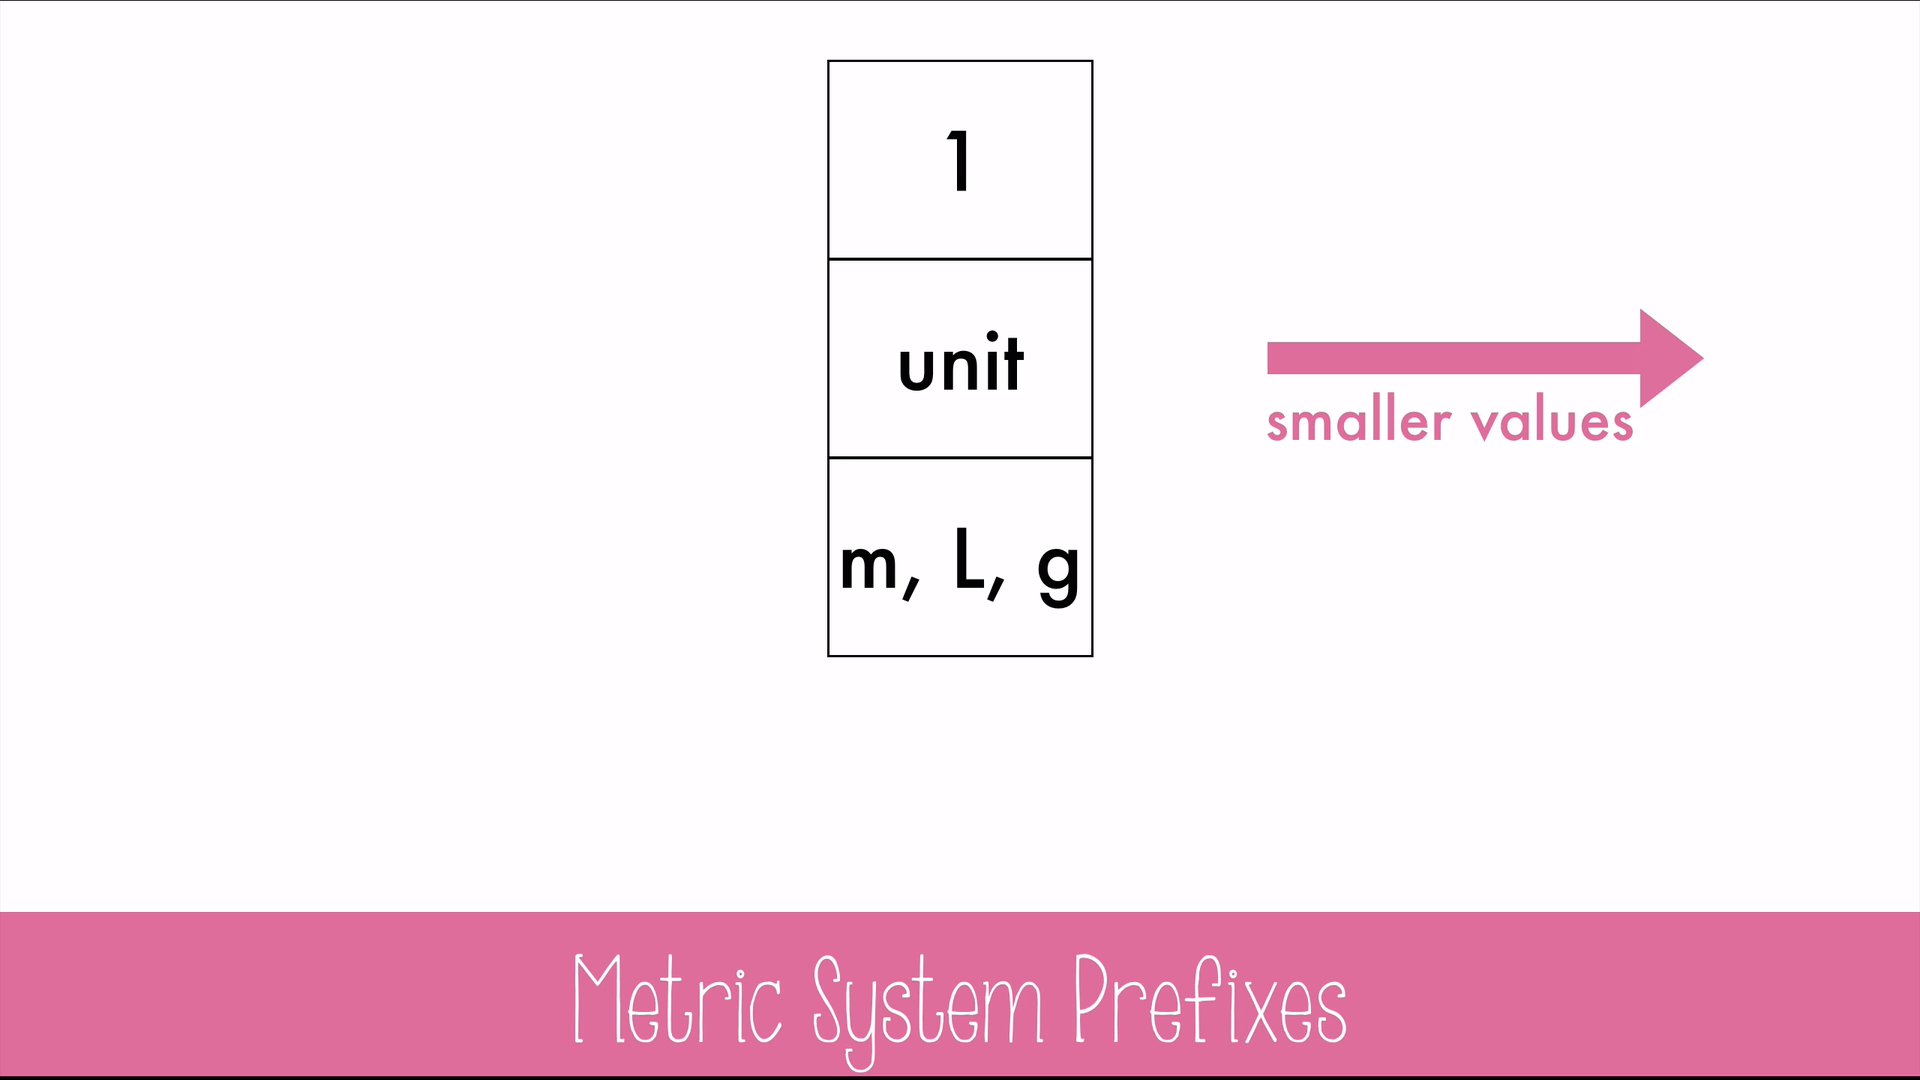 1
unit
m, L, g
smaller values
Metric System Prefixes